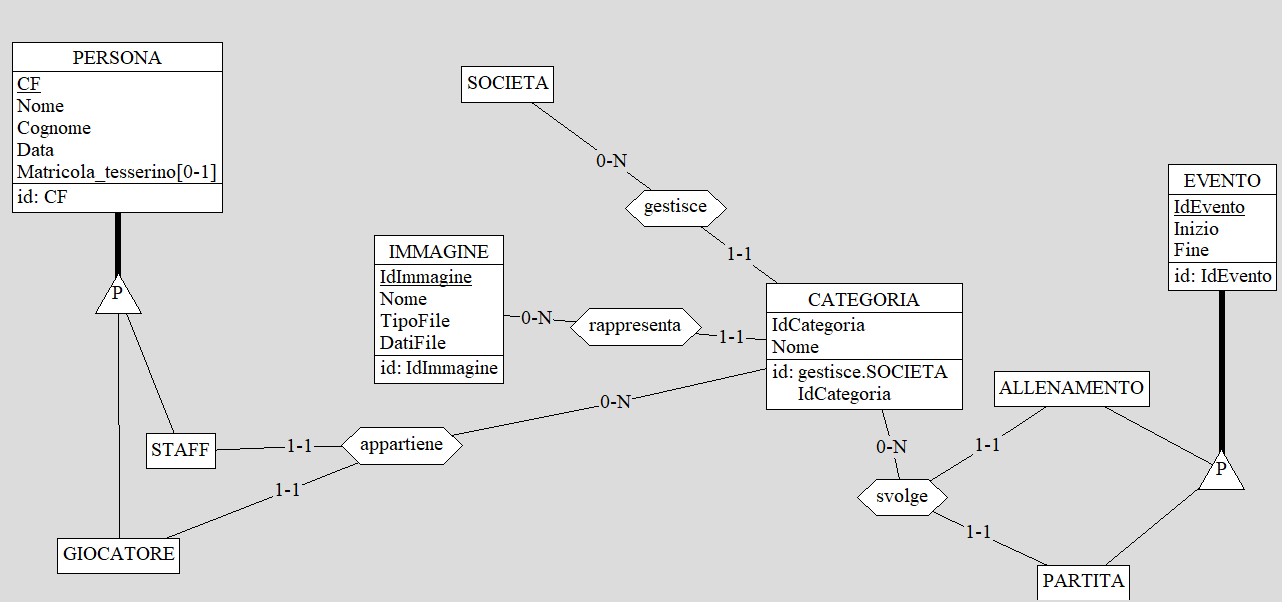 PERSONA
CF
Nome
Cognome
Data
Matricola_tesserino[0-1]
id: CF
P
SOCIETA
0-N
gestisce
1-1
IMMAGINE
IdImmagine
Nome
TipoFile
DatiFile
id: IdImmagine
0-N
rappresenta
1-1
CATEGORIA
IdCategoria
Nome
id: gestisce.SOCIETA
IdCategoria
EVENTO
IdEvento
Inizio
Fine
id: IdEvento
STAFF
1-1
appartiene
0-N
1-1
GIOCATORE
0-N
svolge
1-1
ALLENAMENTO
P
1-1
PARTITA